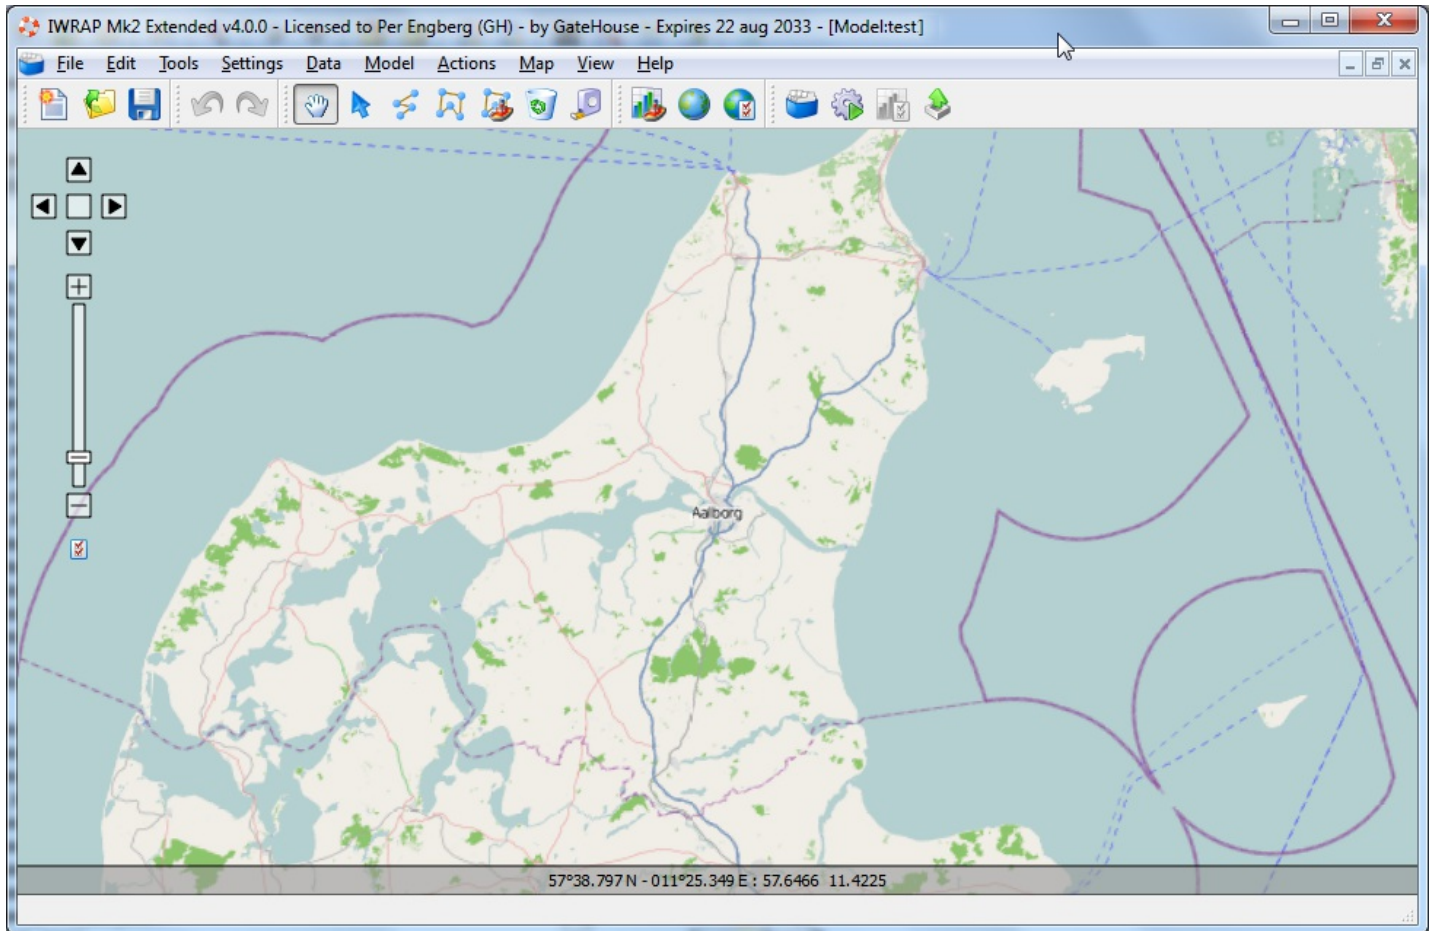 IWRAP Mk2 Extended v4.0.0 - Licensed to Per Engberg (GH) - by GateHouse - Expires 22 aug 2033 - [Model:test]
File Edit Tools Settings Data Model Actions Map View Help
Aalborg
57°38.797 N - 011°25.349 E : 57.6466 11.4225